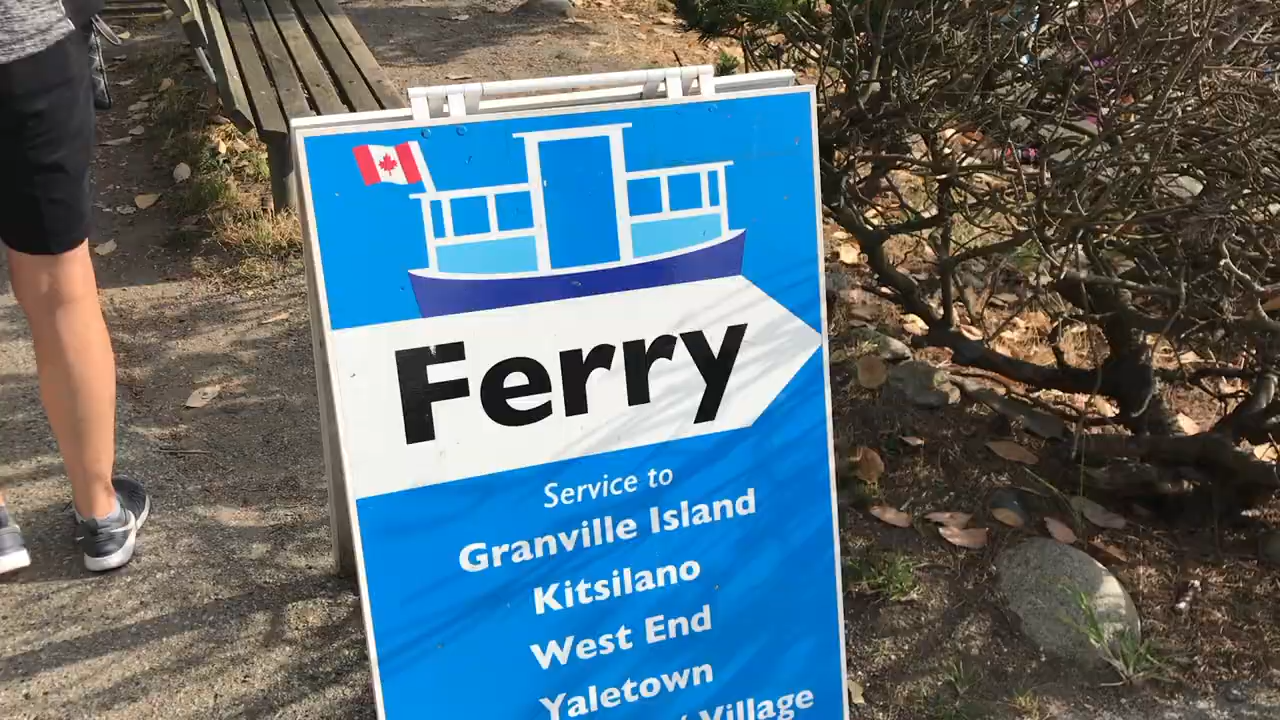 Ferry
Service to
Granville Island
Kitsilano
West End
Yaletown
Village